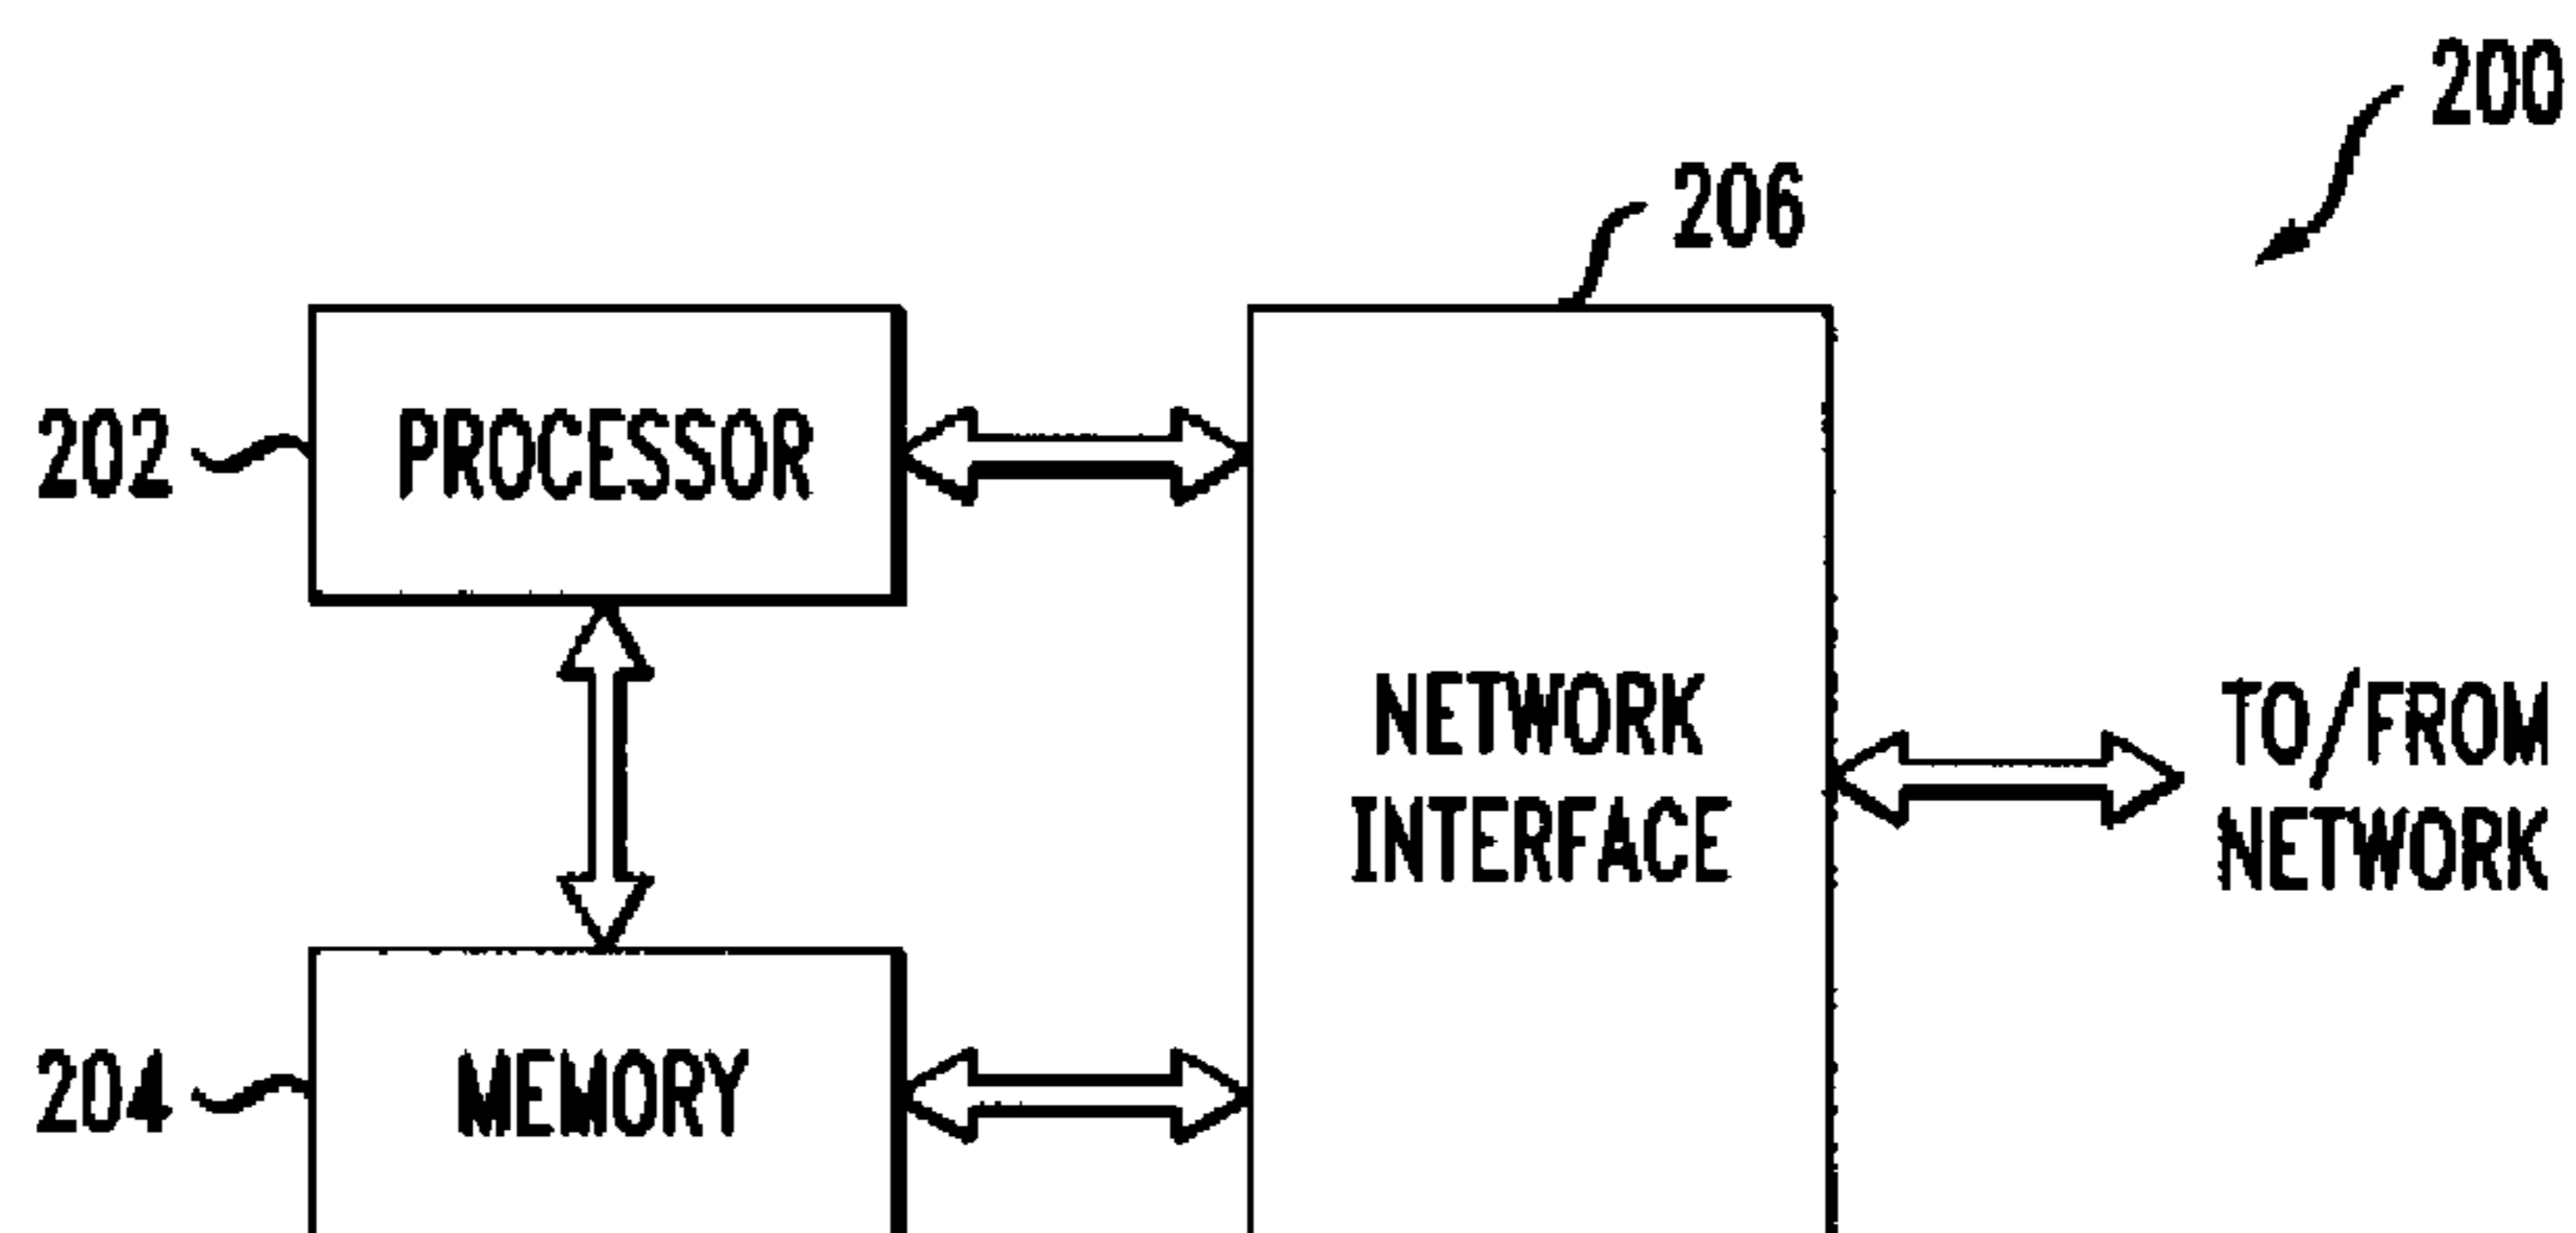 200
206
202
PROCESSOR
NETWORK
INTERFACE
TO/FROM
NETWORK
204
MEMORY